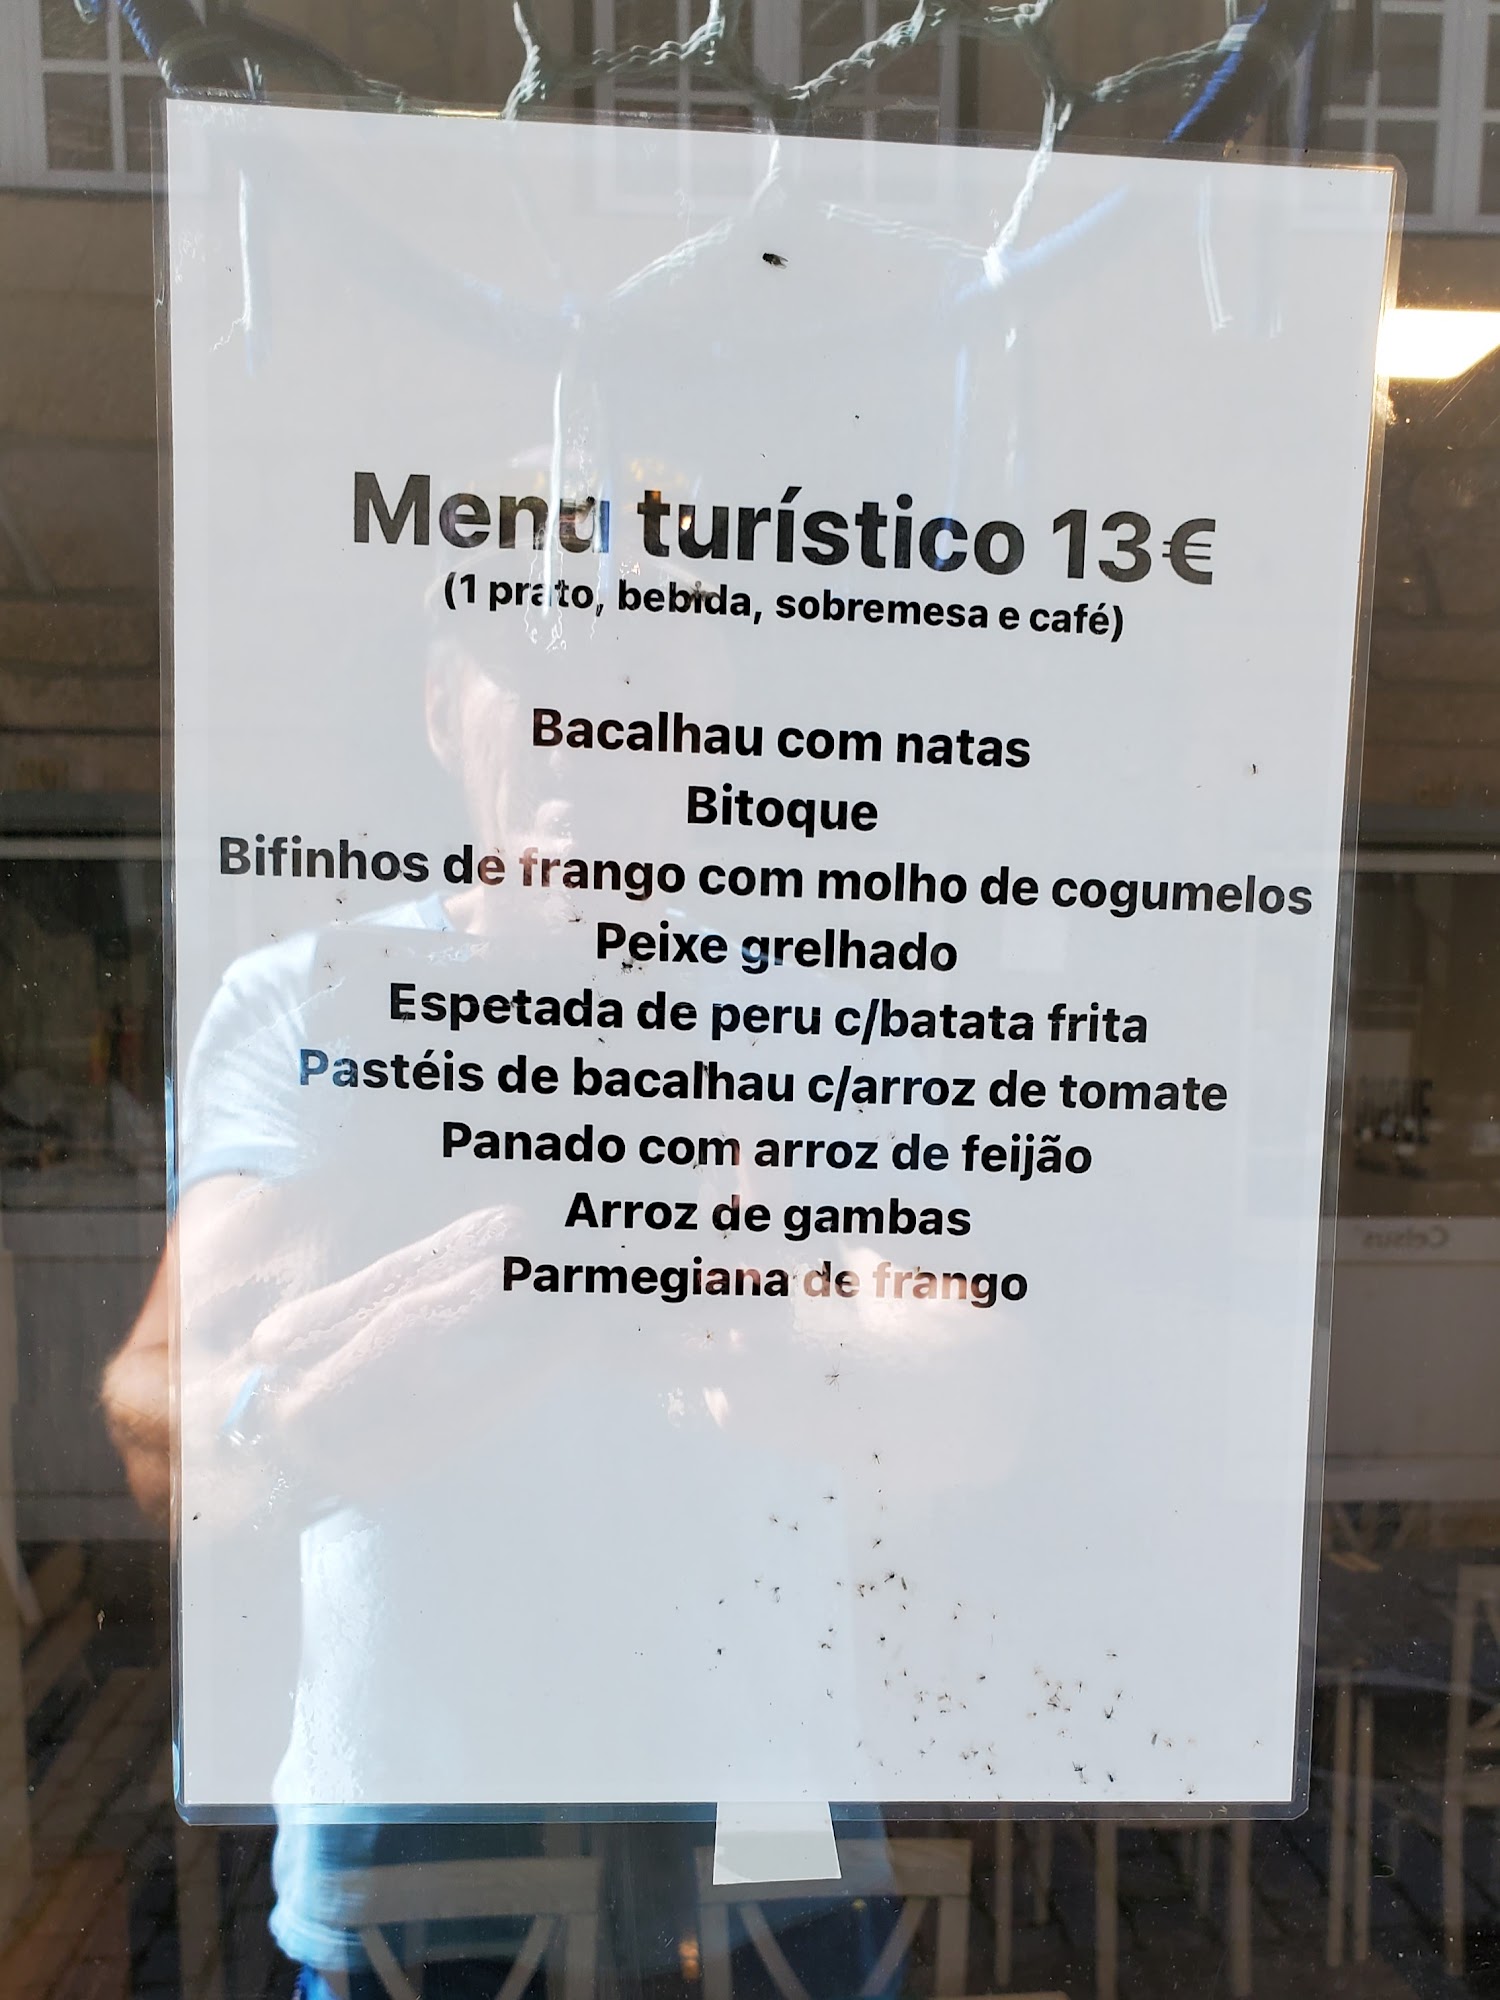 Menu turístico 13€
(1 prato, bebida, sobremesa e café)
Bacalhau com natas
Bitoque
Bifinhos de frango com molho de cogumelos
Peixe grelhado
Espetada de peru c/batata frita
Pastéis de bacalhau c/arroz de tomate
Panado com arroz de feijão
Arroz de gambas
Parmegiana de frango
Celsus